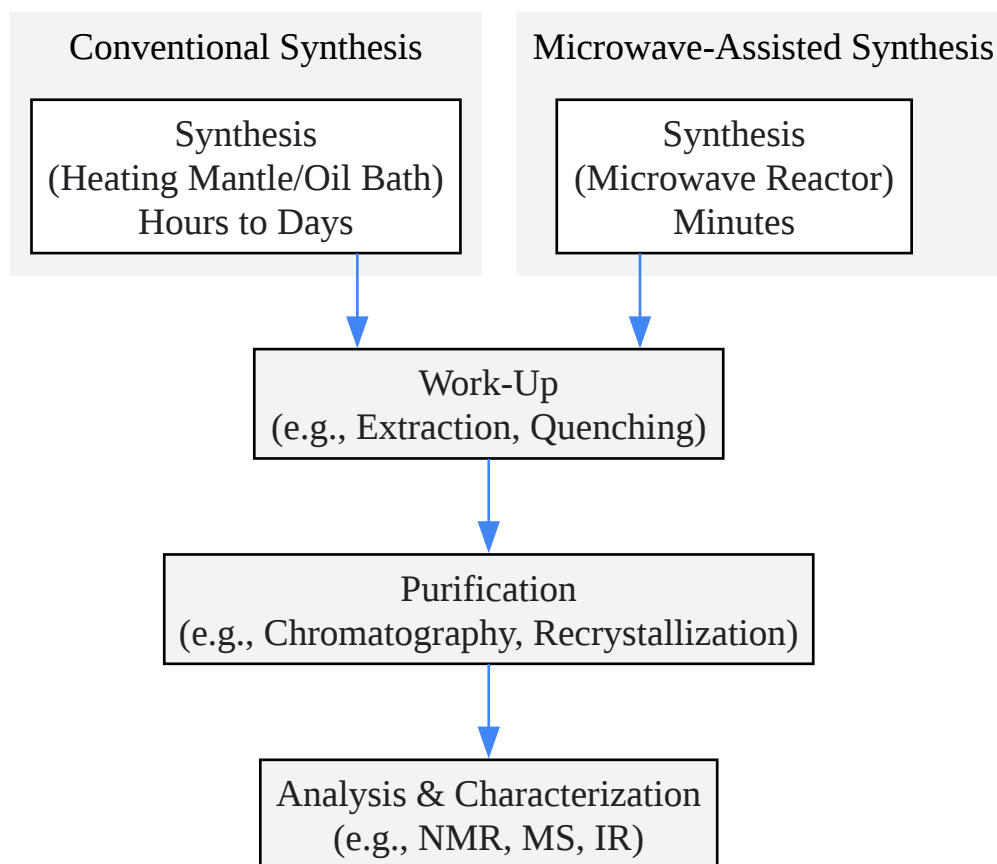 Conventional Synthesis
Synthesis
(Heating Mantle/Oil Bath)
Hours to Days
Microwave-Assisted Synthesis
Synthesis
(Microwave Reactor)
Minutes
Work-Up
(e.g., Extraction, Quenching)
Purification
(e.g., Chromatography, Recrystallization)
Analysis & Characterization
(e.g., NMR, MS, IR)